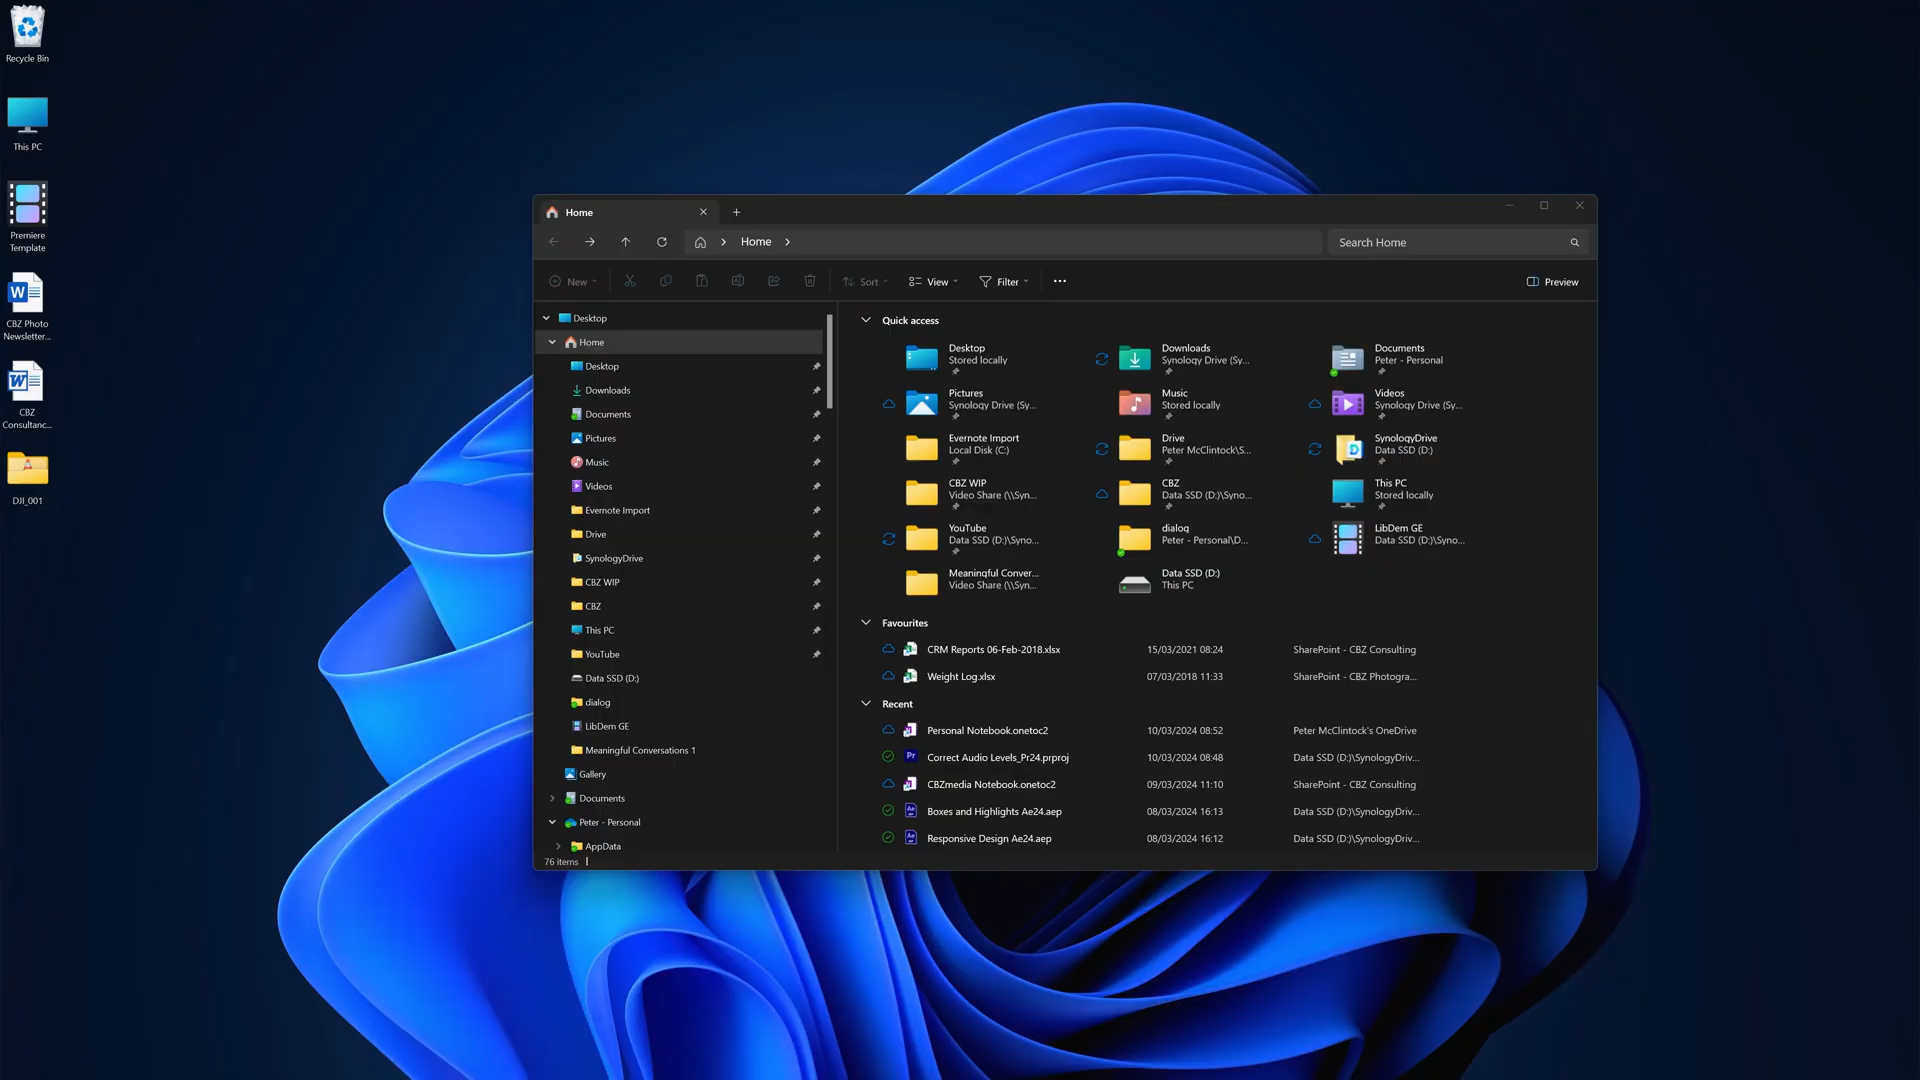 Recycle Bin
This PC
Premiere
Template
CBZ Photo
Newsletter...
CBZ
Consultanc...
DJI_001
Home
Home
Search Home
New
Sort
View
Filter
Preview
Desktop
Home
Desktop
Downloads
Documents
Pictures
Music
Videos
Evernote Import
Drive
SynologyDrive
CBZ WIP
CBZ
This PC
YouTube
Data SSD (D:)
dialog
LibDem GE
Meaningful Conversations 1
Gallery
Documents
Peter - Personal
AppData
76 items
Quick access
Desktop
Stored locally
Downloads
Synology Drive (Sy...
Documents
Peter - Personal
Pictures
Synology Drive (Sy...
Music
Stored locally
Videos
Synology Drive (Sy...
Evernote Import
Local Disk (C:)
Drive
Peter McClintock\S...
SynologyDrive
Data SSD (D:)
CBZ WIP
Video Share (\\Syn...
CBZ
Data SSD (D:)\Syno...
This PC
Stored locally
YouTube
Data SSD (D:)\Syno...
dialog
Peter - Personal\D...
LibDem GE
Data SSD (D:)\Syno...
Meaningful Conver...
Video Share (\\Syn...
Data SSD (D:)
This PC
Favourites
CRM Reports 06-Feb-2018.xlsx 15/03/2021 08:24 SharePoint - CBZ Consulting
Weight Log.xlsx 07/03/2018 11:33 SharePoint - CBZ Photogra...
Recent
Personal Notebook.onetoc2 10/03/2024 08:52 Peter McClintock's OneDrive
Pr Correct Audio Levels_Pr24.prproj 10/03/2024 08:48 Data SSD (D:)\SynologyDriv...
CBZmedia Notebook.onetoc2 09/03/2024 11:10 SharePoint - CBZ Consulting
Ae Boxes and Highlights Ae24.aep 08/03/2024 16:13 Data SSD (D:)\SynologyDriv...
Ae Responsive Design Ae24.aep 08/03/2024 16:12 Data SSD (D:)\SynologyDriv...